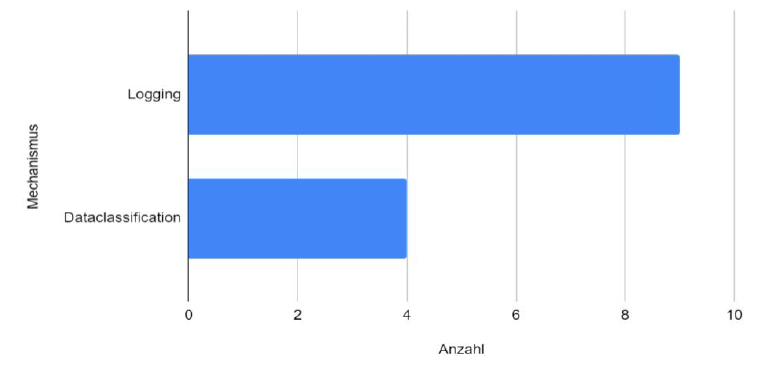 Mechanismus
Logging
Dataclassification
0 2 4 6 8 10
Anzahl